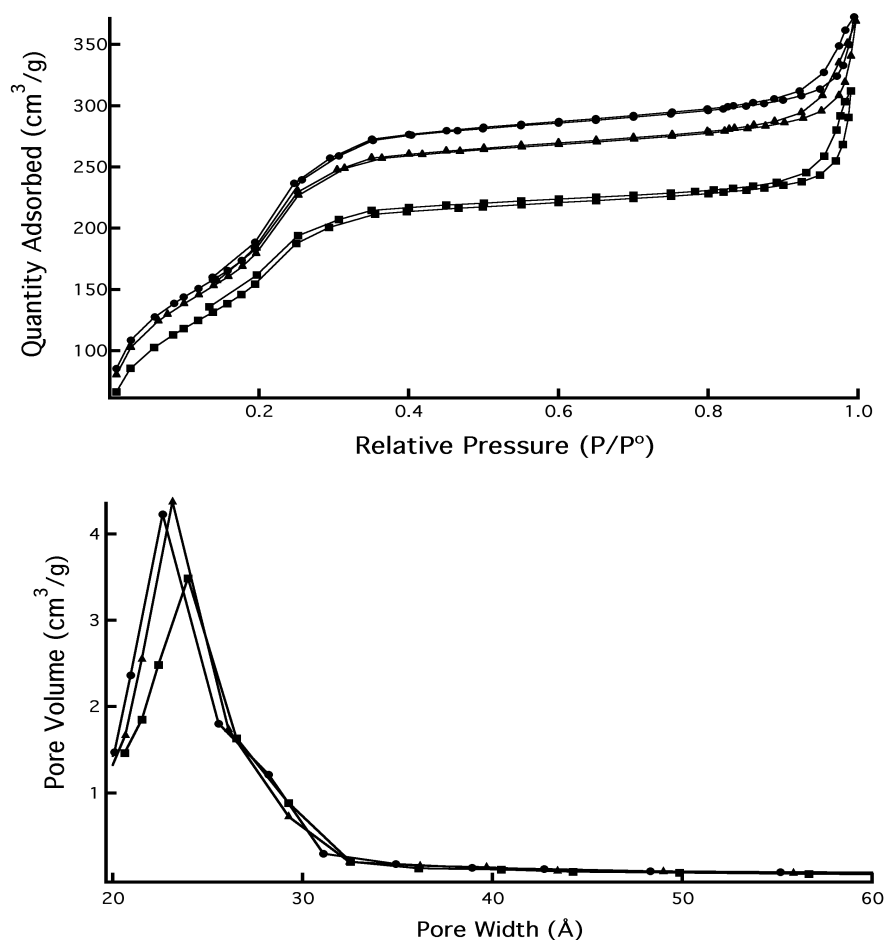 350
300
250
200
150
100
Quantity Adsorbed (cm³/g)
0.2 0.4 0.6 0.8 1.0
Relative Pressure (P/Pº)
4
3
2
1
Pore Volume (cm³/g)
20 30 40 50 60
Pore Width (Å)